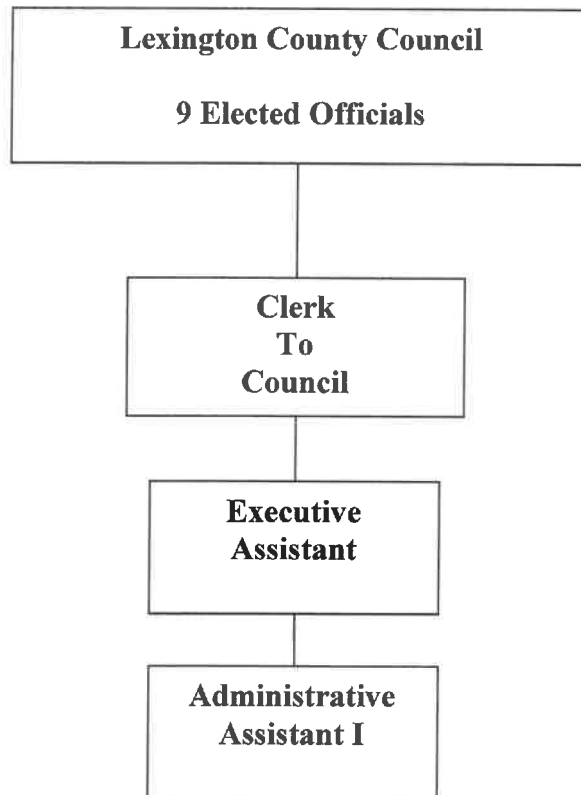 Lexington County Council
9 Elected Officials
Clerk
To
Council
Executive
Assistant
Administrative
Assistant I